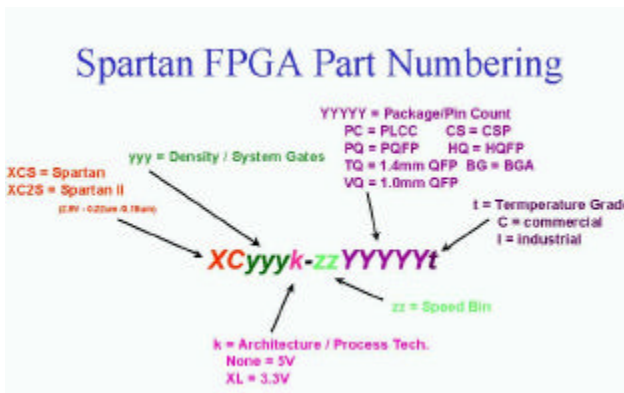 Spartan FPGA Part Numbering
YYYYY = Package/Pin Count
PC = PLCC CS = CSP
PQ = PQFP HQ = HQFP
TQ = 1.4mm QFP BG = BGA
VQ = 1.0mm QFP
yyy = Density / System Gates
XCS = Spartan
XC2S = Spartan II
t = Termperature Grade
C = commercial
I = industrial
XCyyyk-zzYYYYYt
zz = Speed Bin
k = Architecture / Process Tech.
None = 5V
XL = 3.3V